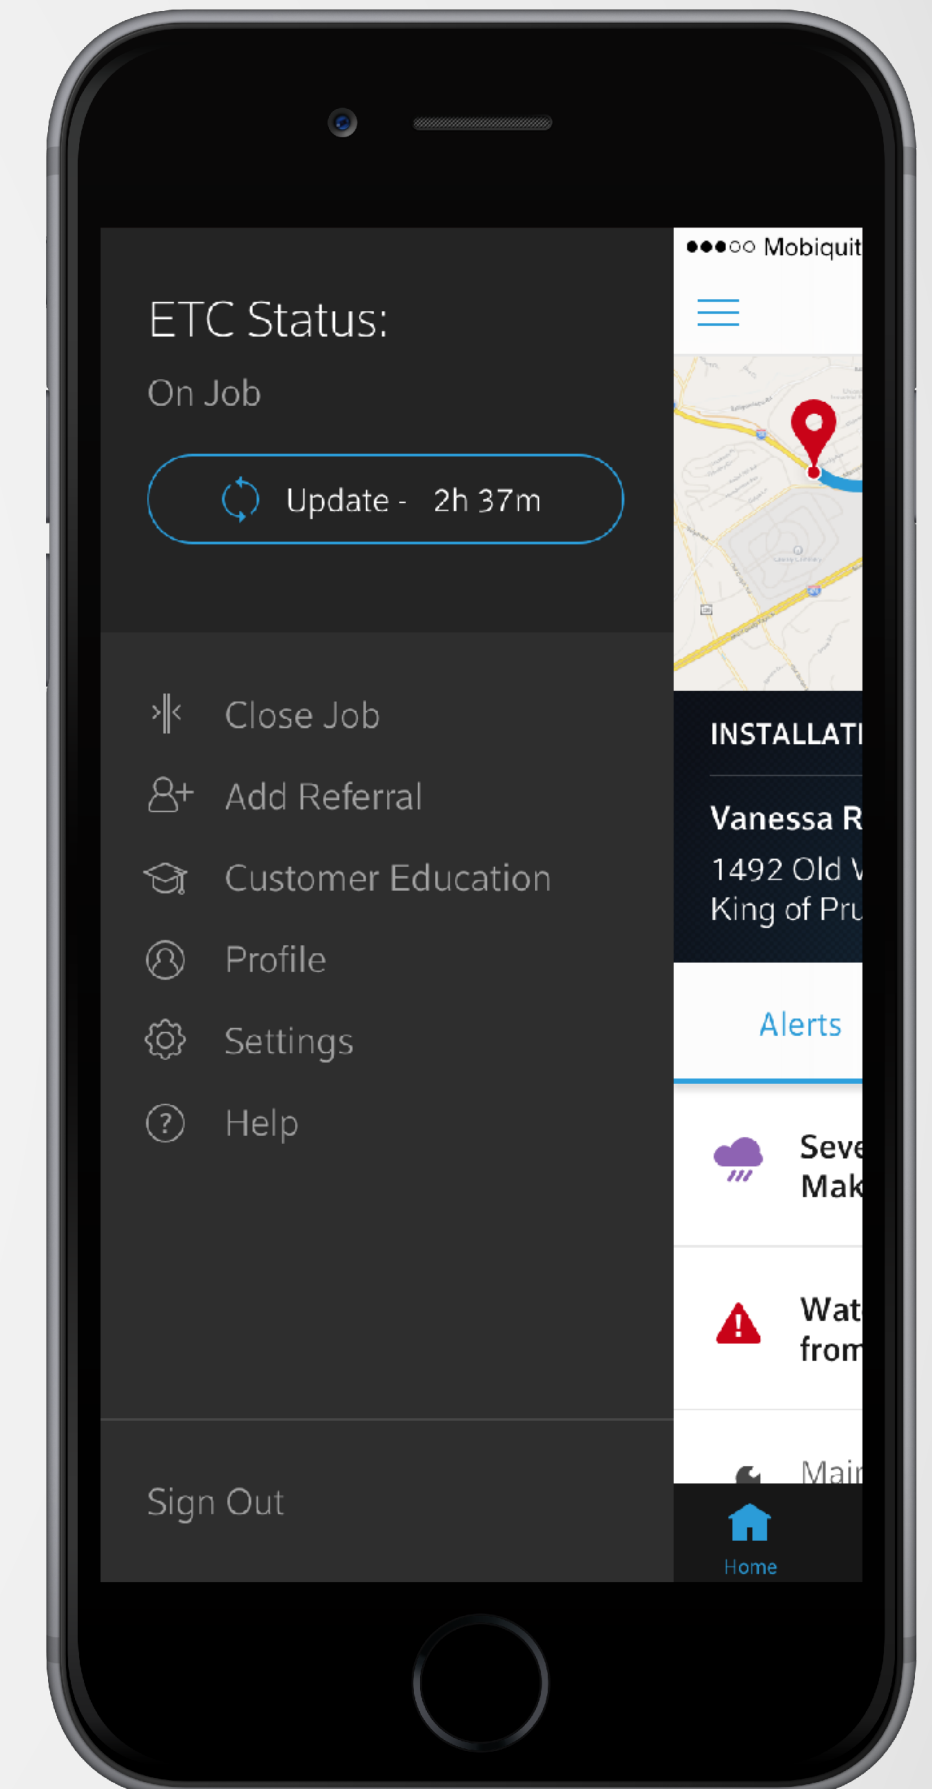 ETC Status:
On Job
Update - 2h 37m
Close Job
Add Referral
Customer Education
Profile
Settings
? Help
Sign Out
Mobiquit
INSTALLATI
Vanessa R
1492 Old V
King of Pru
Alerts
Seve
Mak
Wat
from
Mair
Home